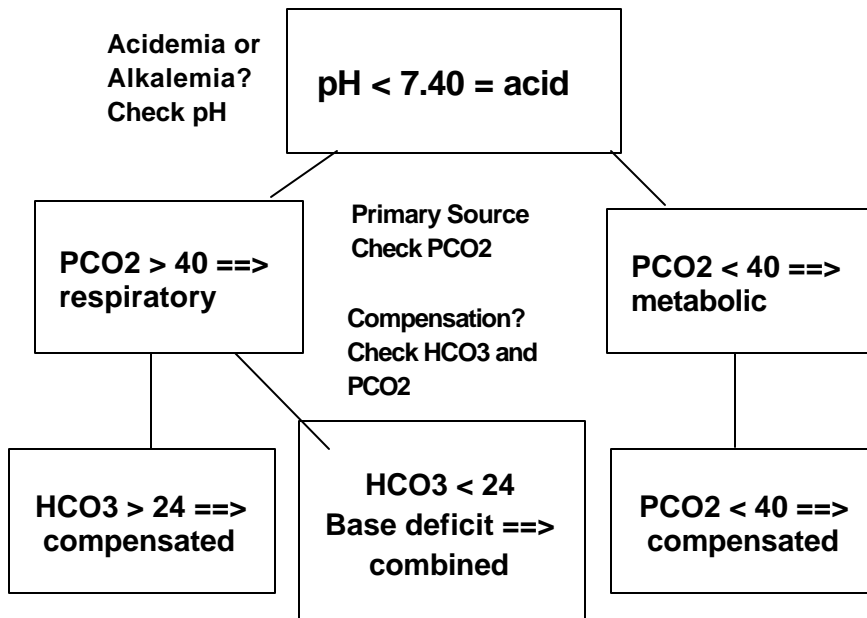 Acidemia or
Alkalemia?
Check pH
pH < 7.40 = acid
PCO2 > 40 ==>
respiratory
Primary Source
Check PCO2
PCO2 < 40 ==>
metabolic
Compensation?
Check HCO3 and
PCO2
HCO3 > 24 ==>
compensated
HCO3 < 24
Base deficit ==>
combined
PCO2 < 40 ==>
compensated